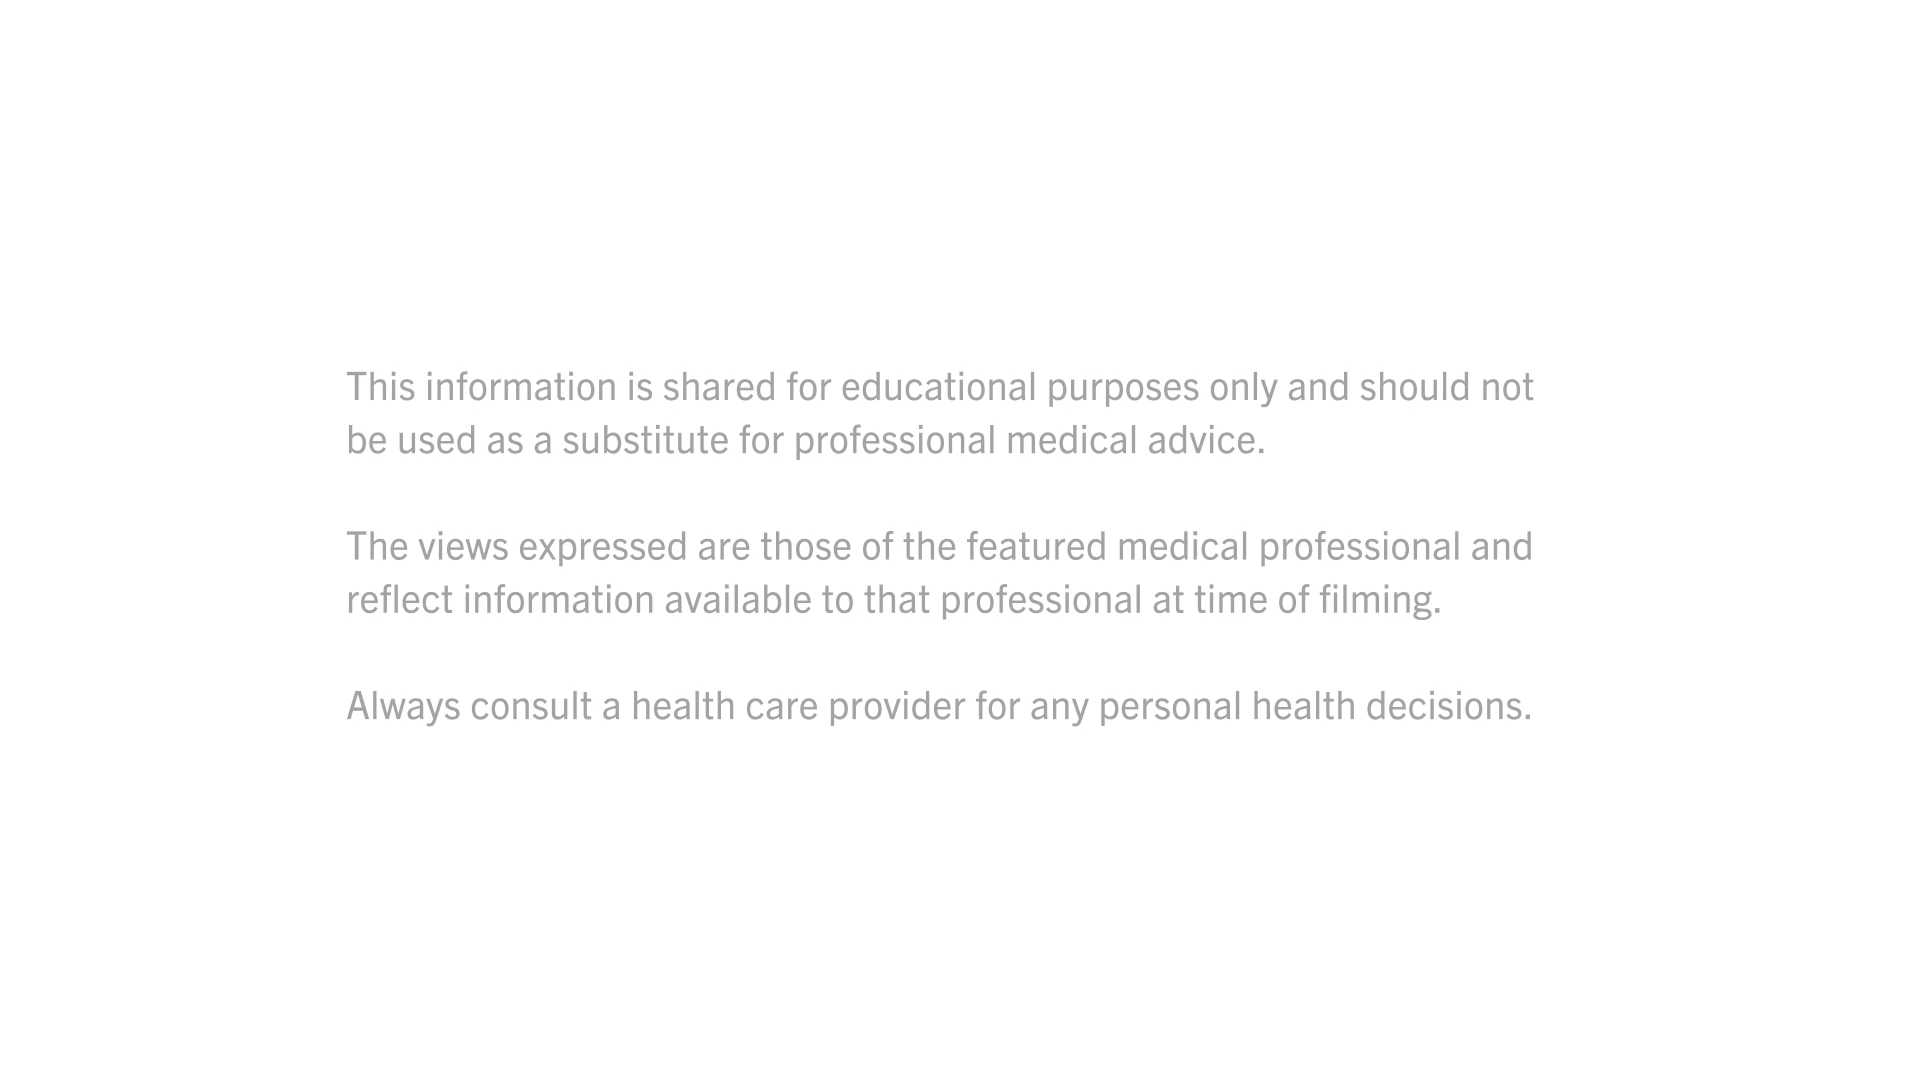 This information is shared for educational purposes only and should not
be used as a substitute for professional medical advice.
The views expressed are those of the featured medical professional and
reflect information available to that professional at time of filming.
Always consult a health care provider for any personal health decisions.